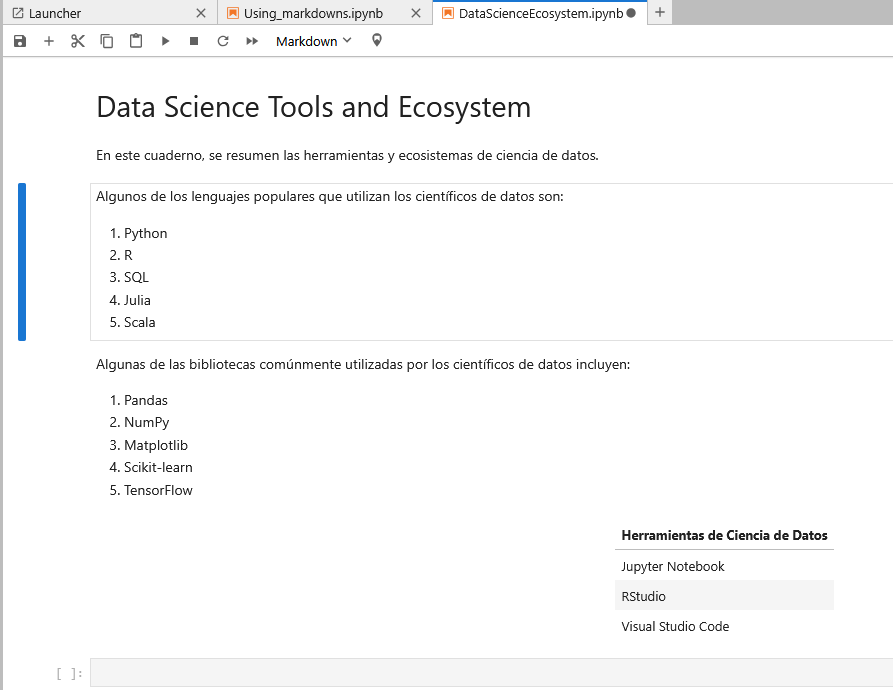 Launcher
Using_markdowns.ipynb
DataScienceEcosystem.ipynb
Markdown
Data Science Tools and Ecosystem
En este cuaderno, se resumen las herramientas y ecosistemas de ciencia de datos.
Algunos de los lenguajes populares que utilizan los científicos de datos son:
1. Python
2. R
3. SQL
4. Julia
5. Scala
Algunas de las bibliotecas comúnmente utilizadas por los científicos de datos incluyen:
1. Pandas
2. NumPy
3. Matplotlib
4. Scikit-learn
5. TensorFlow
Herramientas de Ciencia de Datos
Jupyter Notebook
RStudio
Visual Studio Code
[ ]: